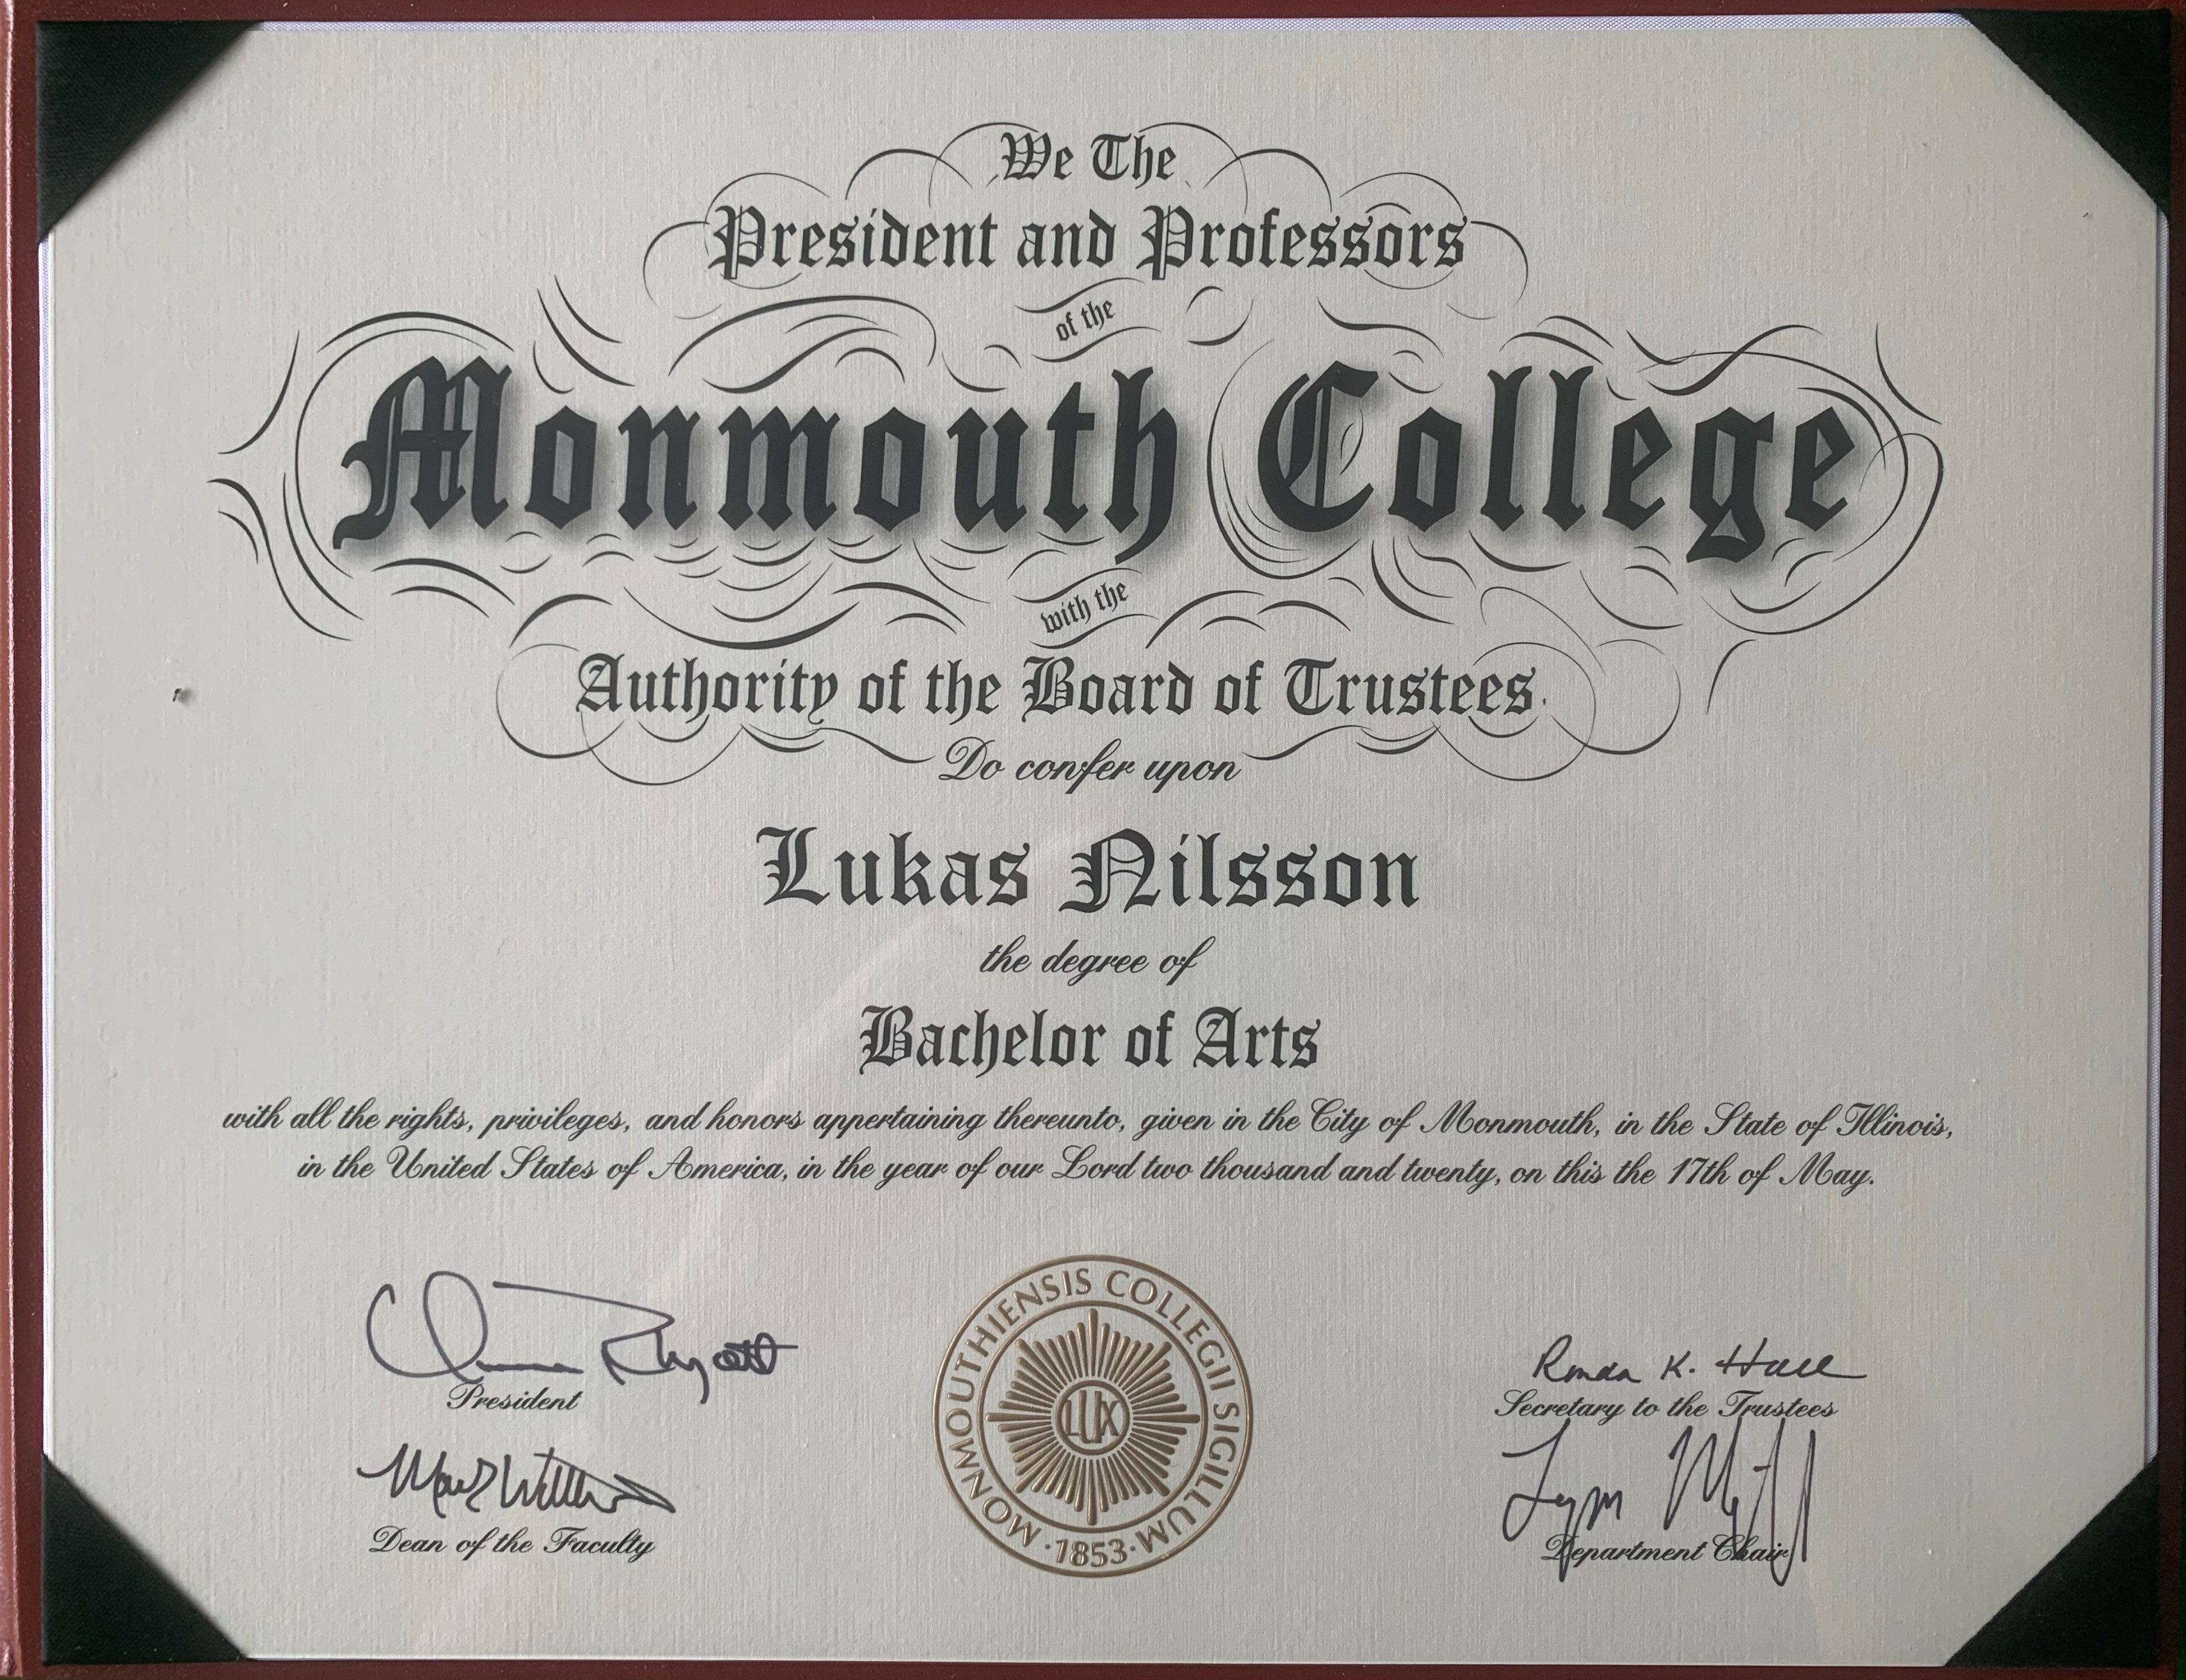 We The
President and Professors
of the
Monmouth College
with the
Authority of the Board of Trustees
Do confer upon
Lukas Nilsson
the degree of
Bachelor of Arts
with all the rights, privileges, and honors appertaining thereunto, given in the City of Monmouth, in the State of Illinois,
in the United States of America, in the year of our Lord two thousand and twenty, on this the 17th of May.
President
Dean of the Faculty
MONMOUTHIENSIS COLLEGII SIGILLUM
LUX
·1853·
Ronda K. Hall
Secretary to the Trustees
Department Chair